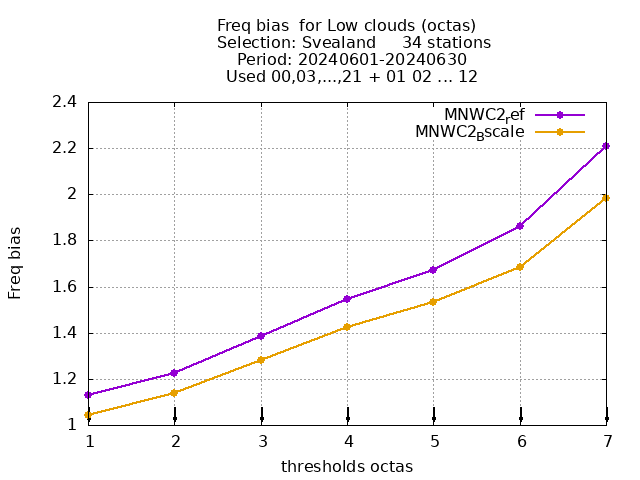 Freq bias  for Low clouds (octas)
Selection: Svealand     34 stations
Period: 20240601-20240630
Used 00,03,...,21 + 01 02 ... 12
MNWC2ref
MNWC2Bscale
2.4
2.2
2
1.8
1.6
1.4
1.2
1
Freq bias
1 2 3 4 5 6 7
thresholds octas